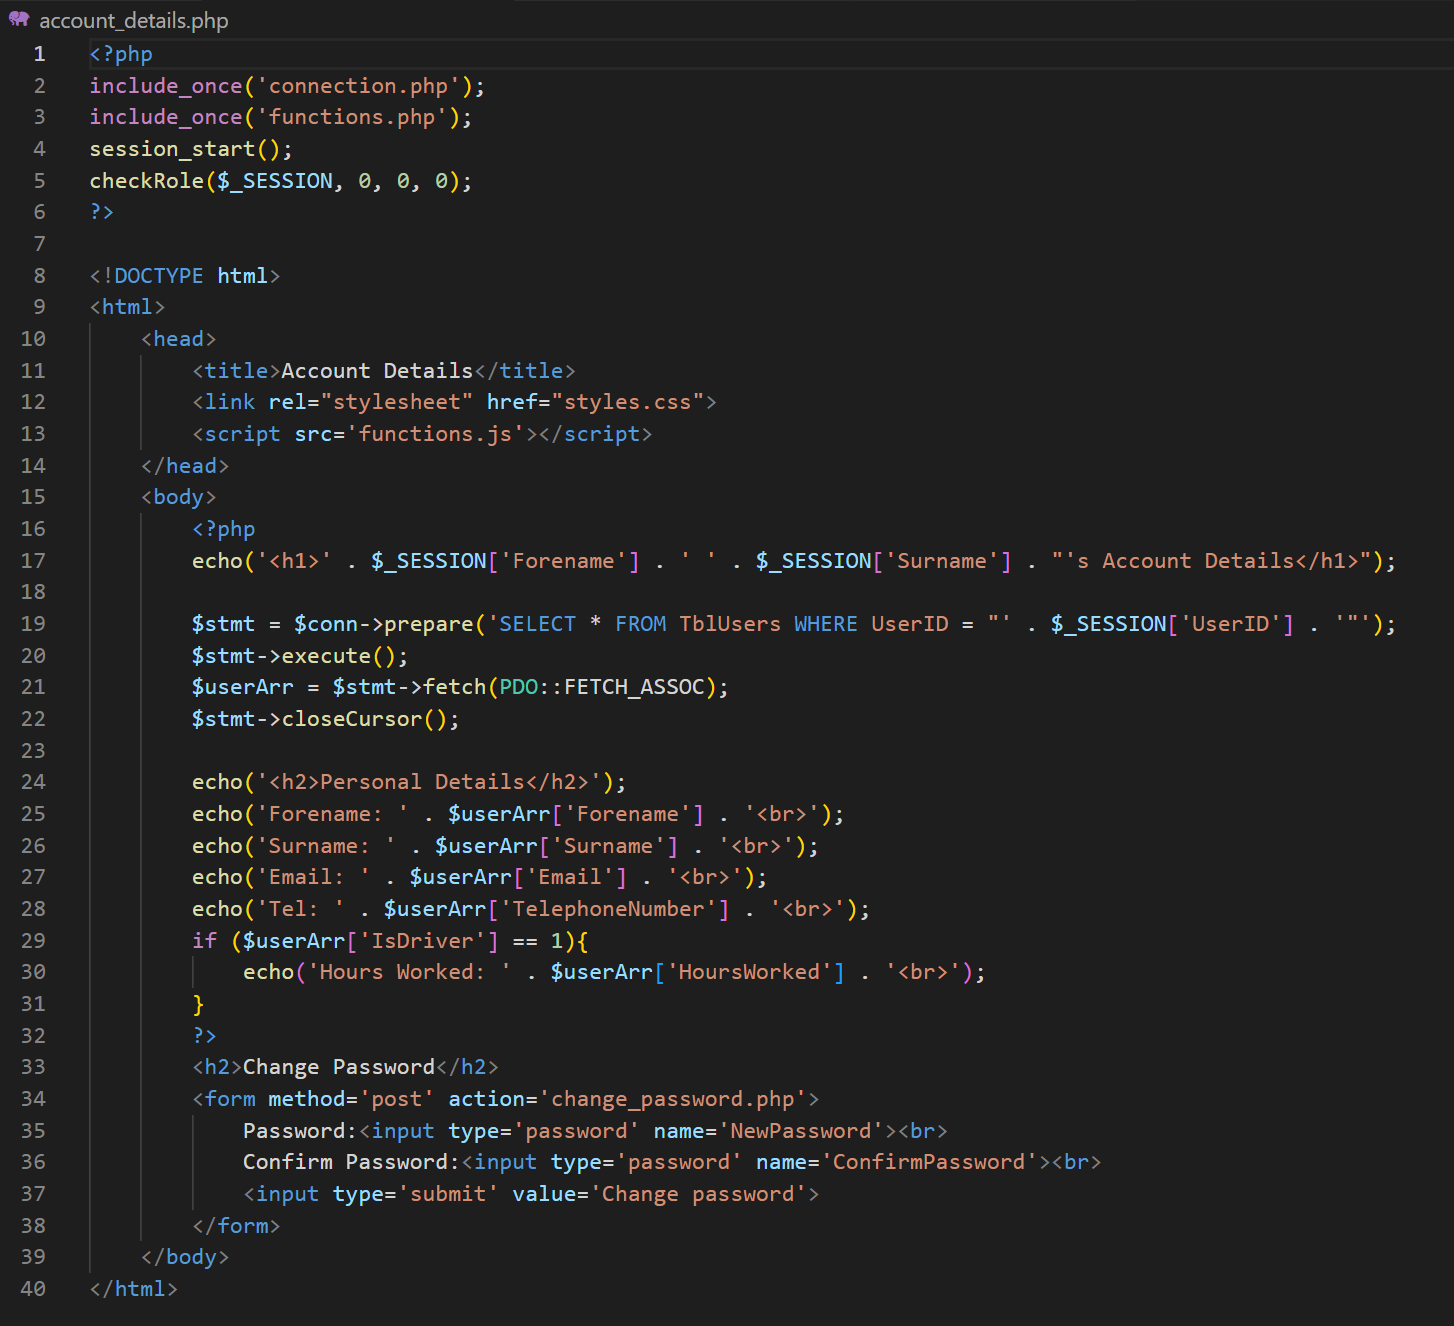 account_details.php
1 <?php
2 include_once('connection.php');
3 include_once('functions.php');
4 session_start();
5 checkRole($_SESSION, 0, 0, 0);
6 ?>
7
8 <!DOCTYPE html>
9 <html>
10     <head>
11         <title>Account Details</title>
12         <link rel="stylesheet" href="styles.css">
13         <script src='functions.js'></script>
14     </head>
15     <body>
16         <?php
17         echo('<h1>' . $_SESSION['Forename'] . ' ' . $_SESSION['Surname'] . "'s Account Details</h1>");
18
19         $stmt = $conn->prepare('SELECT * FROM TblUsers WHERE UserID = "' . $_SESSION['UserID'] . '"');
20         $stmt->execute();
21         $userArr = $stmt->fetch(PDO::FETCH_ASSOC);
22         $stmt->closeCursor();
23
24         echo('<h2>Personal Details</h2>');
25         echo('Forename: ' . $userArr['Forename'] . '<br>');
26         echo('Surname: ' . $userArr['Surname'] . '<br>');
27         echo('Email: ' . $userArr['Email'] . '<br>');
28         echo('Tel: ' . $userArr['TelephoneNumber'] . '<br>');
29         if ($userArr['IsDriver'] == 1){
30             echo('Hours Worked: ' . $userArr['HoursWorked'] . '<br>');
31         }
32         ?>
33         <h2>Change Password</h2>
34         <form method='post' action='change_password.php'>
35             Password:<input type='password' name='NewPassword'><br>
36             Confirm Password:<input type='password' name='ConfirmPassword'><br>
37             <input type='submit' value='Change password'>
38         </form>
39     </body>
40 </html>